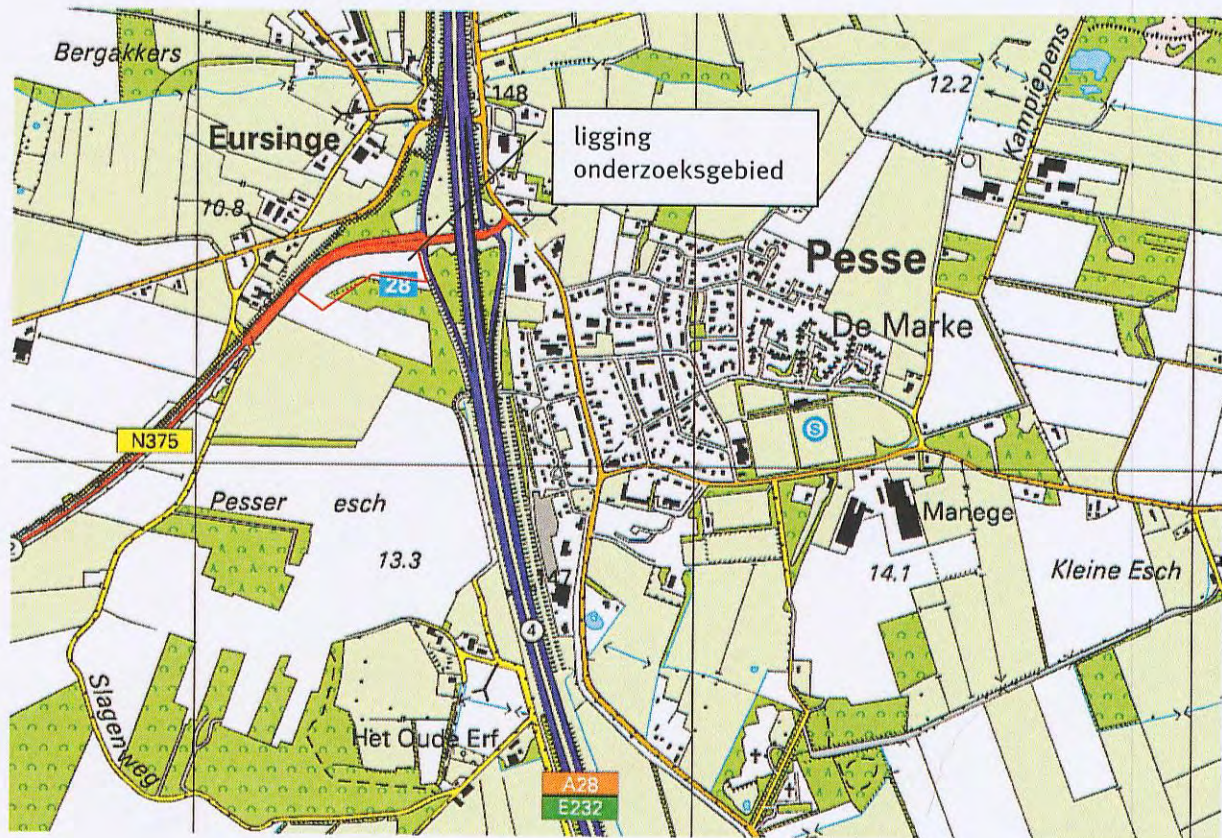 Bergakkers
148
12.2
Kampjepens
Eursinge
ligging
onderzoeksgebied
10.8
Pesse
28
De Marke
N375
S
Pesser esch
Manege
13.3
47
14.1
Kleine Esch
4
Slagenweg
Het Oude Erf
A28
E232